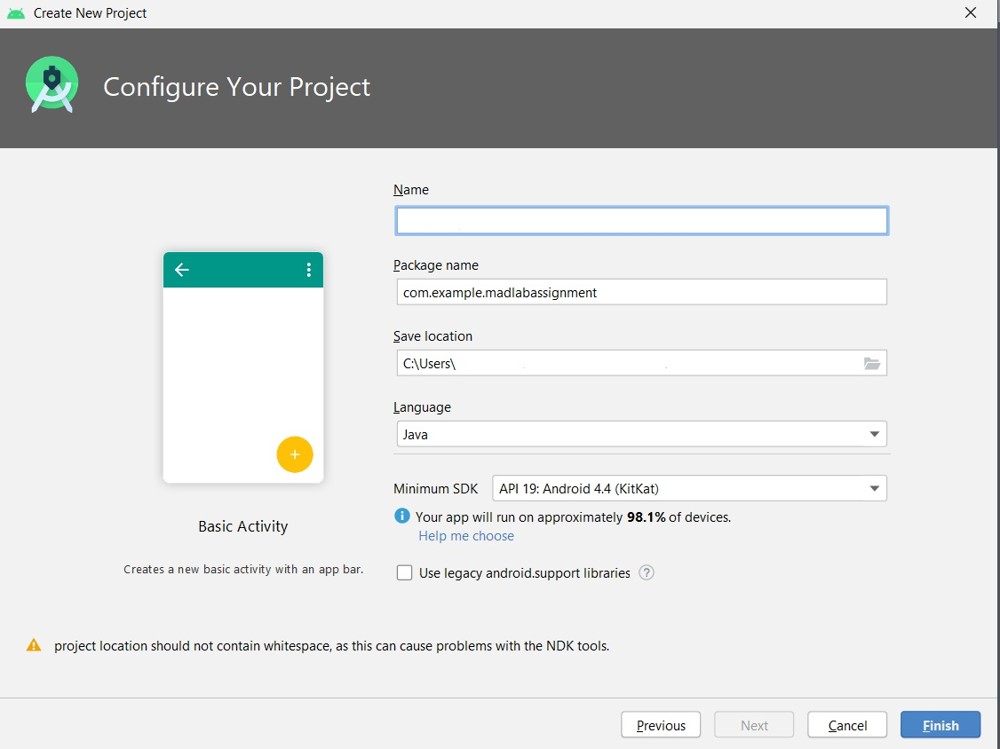 Create New Project
Configure Your Project
Name
Package name
com.example.madlabassignment
Save location
C:\Users\
Language
Java
Minimum SDK
API 19: Android 4.4 (KitKat)
Your app will run on approximately 98.1% of devices.
Help me choose
Use legacy android.support libraries ?
Basic Activity
Creates a new basic activity with an app bar.
project location should not contain whitespace, as this can cause problems with the NDK tools.
Previous
Next
Cancel
Finish